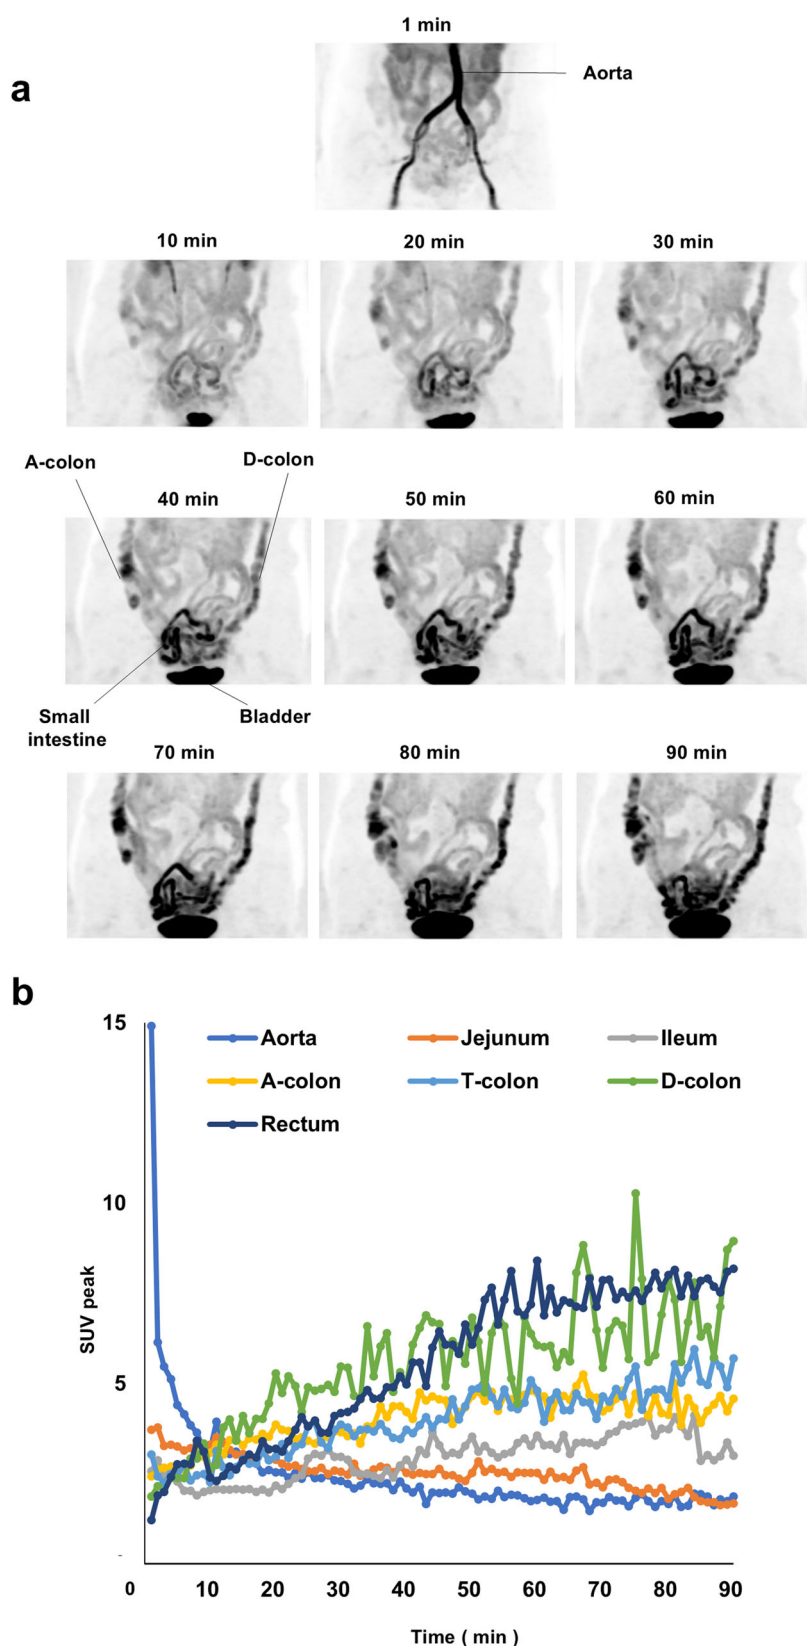 1 min
a
Aorta
10 min 20 min 30 min
A-colon D-colon
40 min 50 min 60 min
Small
intestine
Bladder
70 min 80 min 90 min
b
15
Aorta Jejunum Ileum
A-colon T-colon D-colon
Rectum
10
SUV peak
5
-
0 10 20 30 40 50 60 70 80 90
Time ( min )